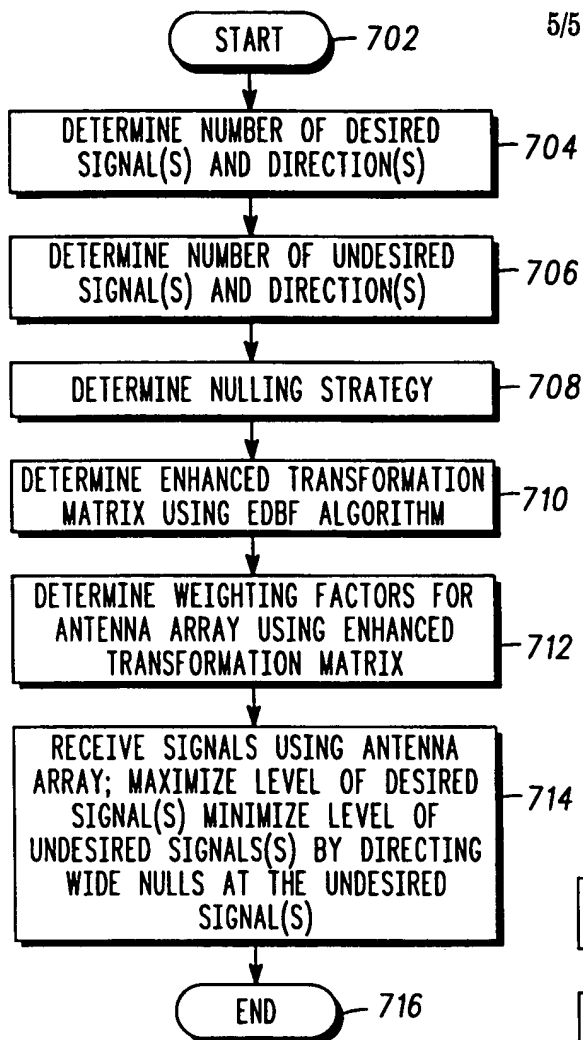 START
702
5/5
DETERMINE NUMBER OF DESIRED
SIGNAL(S) AND DIRECTION(S)
704
DETERMINE NUMBER OF UNDESIRED
SIGNAL(S) AND DIRECTION(S)
706
DETERMINE NULLING STRATEGY
708
DETERMINE ENHANCED TRANSFORMATION
MATRIX USING EDBF ALGORITHM
710
DETERMINE WEIGHTING FACTORS FOR
ANTENNA ARRAY USING ENHANCED
TRANSFORMATION MATRIX
712
RECEIVE SIGNALS USING ANTENNA
ARRAY; MAXIMIZE LEVEL OF DESIRED
SIGNAL(S) MINIMIZE LEVEL OF
UNDESIRED SIGNALS(S) BY DIRECTING
WIDE NULLS AT THE UNDESIRED
SIGNAL(S)
714
END
716